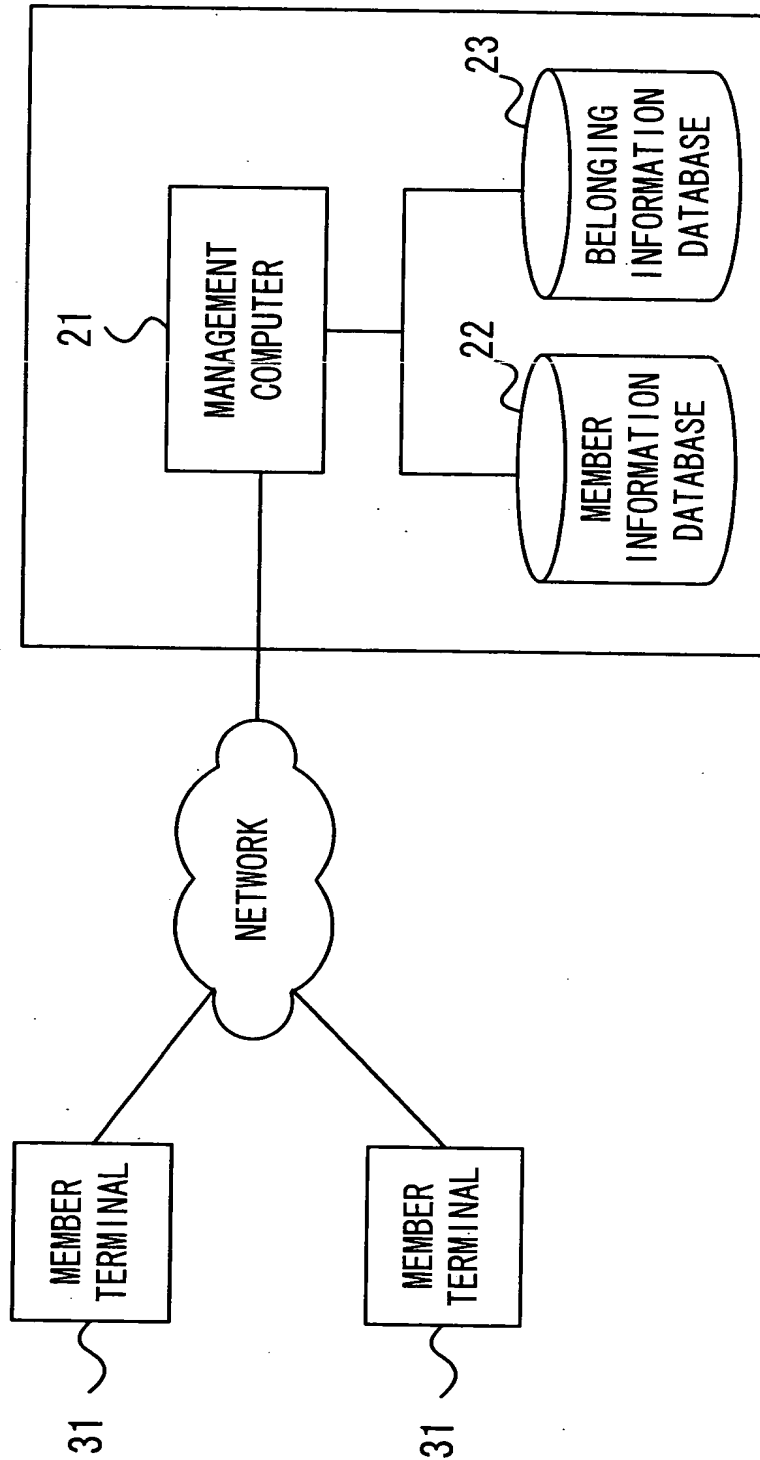 31
MEMBER
TERMINAL
31
MEMBER
TERMINAL
NETWORK
21
MANAGEMENT
COMPUTER
22
MEMBER
INFORMATION
DATABASE
23
BELONGING
INFORMATION
DATABASE